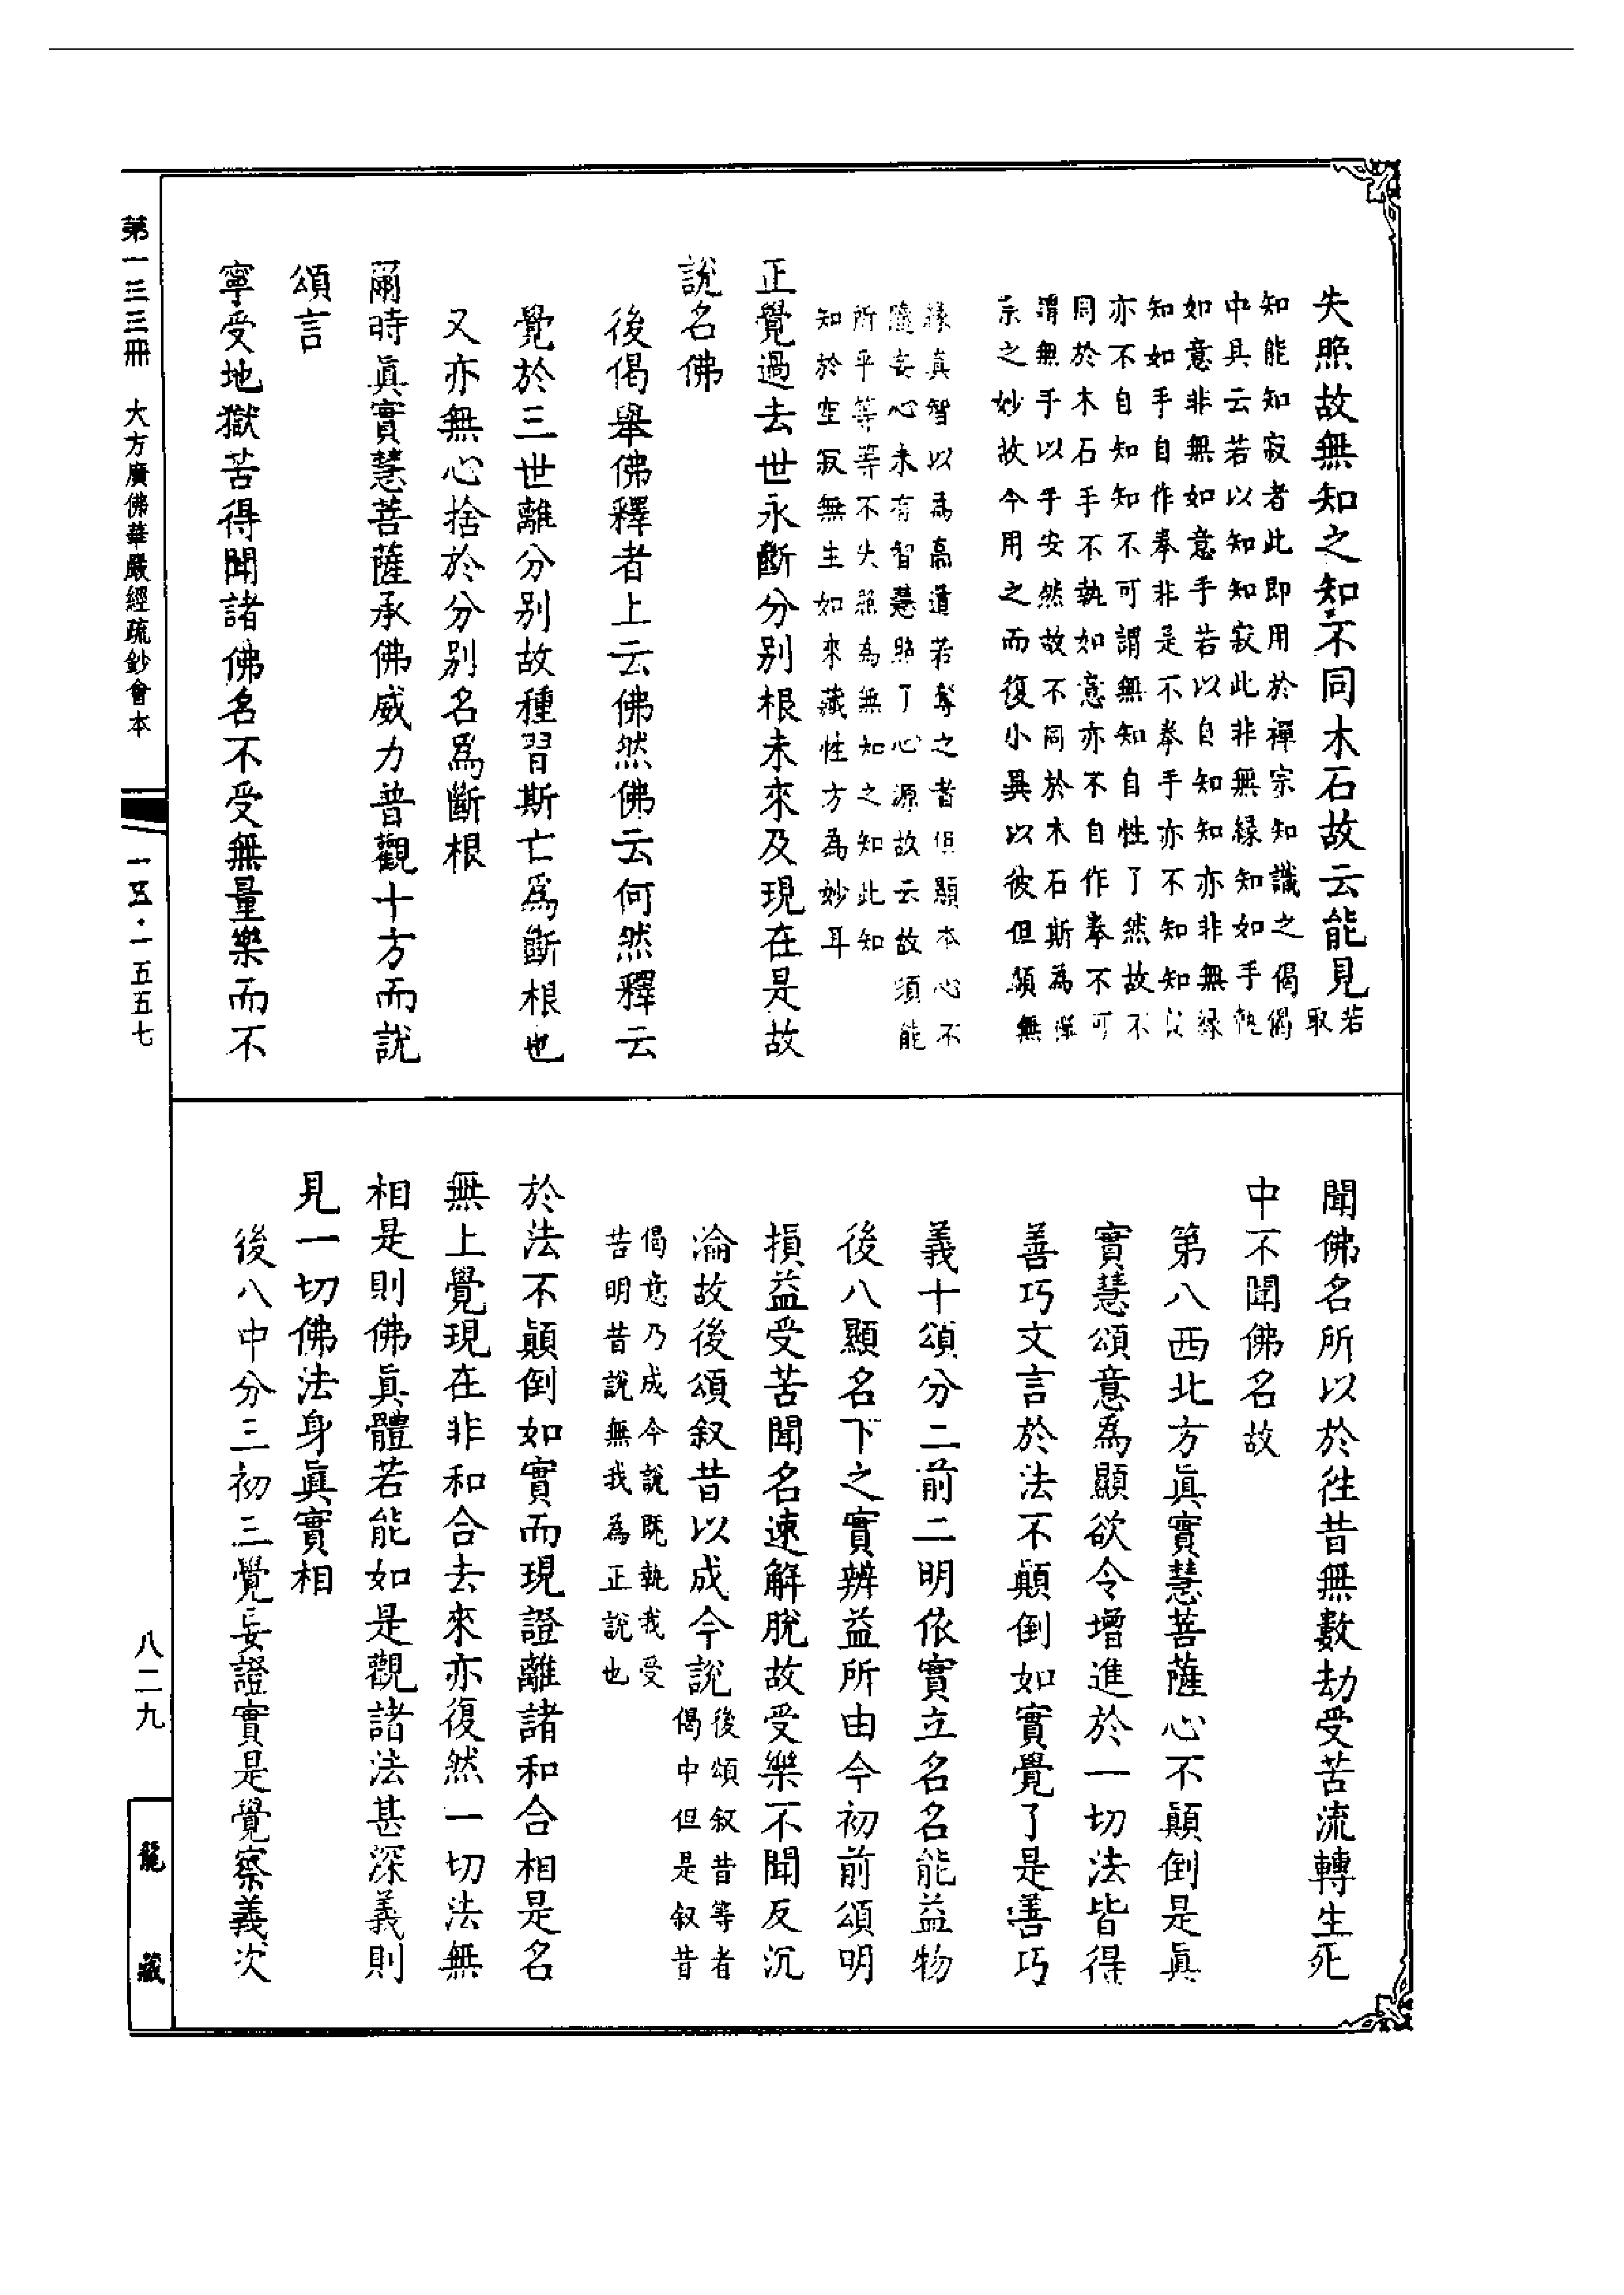 失照故無知之知不同木石故云能見若
取
知能知寂者此即用於禪宗知識之偈偈
中具云若以知知寂此非無緣知如手執
如意非無如意手若以自知知亦非無緣
知如手自作拳非是不拳手亦不知知
亦不自知知不可謂無知自性了然故不
同於木石手不執如意亦不自作拳不可
謂無手以手安然故不同於木石斯為禪
宗之妙故今用之而復小異以彼但顯無
緣真智以為高道若奪之者但顯本心不
隨妄心未有智慧照了心源故云故須能
所平等等不失照為無知之知此知
知於空寂無生如來藏性方為妙耳
正覺過去世永斷分别根未來及現在是故
說名佛
後偈舉佛釋者上云佛然佛云何然釋云
覺於三世離分别故種習斯亡爲斷根也
又亦無心捨於分别名爲斷根
爾時眞實慧菩薩承佛威力普觀十方而說
頌言
寧受地獄苦得聞諸佛名不受無量樂而不
聞佛名所以於徃昔無數劫受苦流轉生死
中不聞佛名故
第八西北方眞實慧菩薩心不顛倒是眞
實慧頌意爲顯欲令增進於一切法皆得
善巧文言於法不顛倒如實覺了是善巧
義十頌分二前二明依實立名名能益物
後八顯名下之實辨益所由今初前頌明
損益受苦聞名速解脫故受樂不聞反沉
淪故後頌叙昔以成今說後頌叙昔等者
偈中但是叙昔
偈意乃成今說既執我受
苦明昔說無我為正說也
於法不顛倒如實而現證離諸和合相是名
無上覺現在非和合去來亦復然一切法無
相是則佛眞體若能如是觀諸法甚深義則
見一切佛法身眞實相
後八中分三初三覺妄證實是覺察義次
第一三三冊　大方廣佛華嚴經疏鈔會本
一五五·一五五七
八二九
龍藏